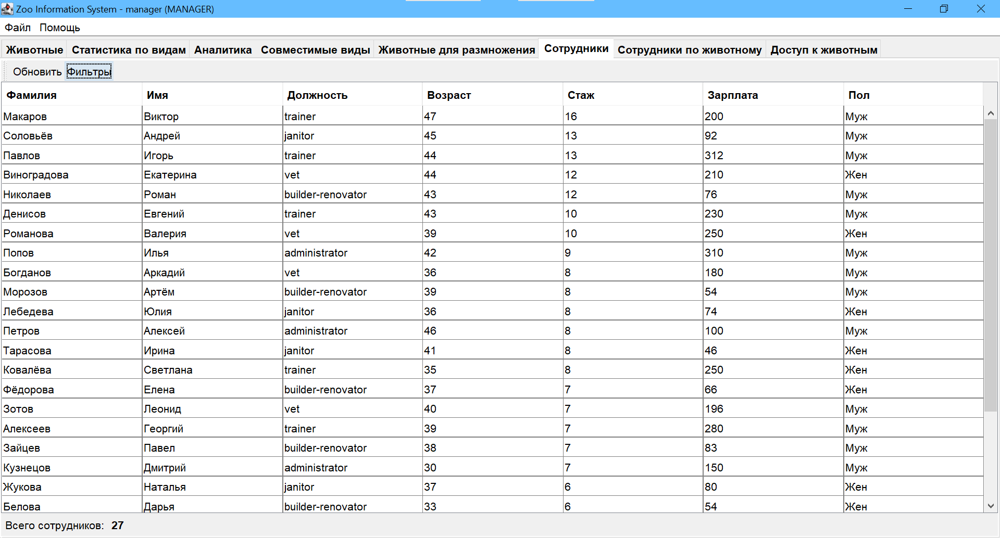 Zoo Information System - manager (MANAGER)
Файл Помощь
Животные Статистика по видам Аналитика Совместимые виды Животные для размножения Сотрудники Сотрудники по животному Доступ к животным
Обновить Фильтры
Фамилия Имя Должность Возраст Стаж Зарплата Пол
Макаров Виктор trainer 47 16 200 Муж
Соловьёв Андрей janitor 45 13 92 Муж
Павлов Игорь trainer 44 13 312 Муж
Виноградова Екатерина vet 44 12 210 Жен
Николаев Роман builder-renovator 43 12 76 Муж
Денисов Евгений trainer 43 10 230 Муж
Романова Валерия vet 39 10 250 Жен
Попов Илья administrator 42 9 310 Муж
Богданов Аркадий vet 36 8 180 Муж
Морозов Артём builder-renovator 39 8 54 Муж
Лебедева Юлия janitor 36 8 74 Жен
Петров Алексей administrator 46 8 100 Муж
Тарасова Ирина janitor 41 8 46 Жен
Ковалёва Светлана trainer 35 8 250 Жен
Фёдорова Елена builder-renovator 37 7 66 Жен
Зотов Леонид vet 40 7 196 Муж
Алексеев Георгий trainer 39 7 280 Муж
Зайцев Павел builder-renovator 38 7 83 Муж
Кузнецов Дмитрий administrator 30 7 150 Муж
Жукова Наталья janitor 37 6 80 Жен
Белова Дарья builder-renovator 33 6 54 Жен
Всего сотрудников: 27